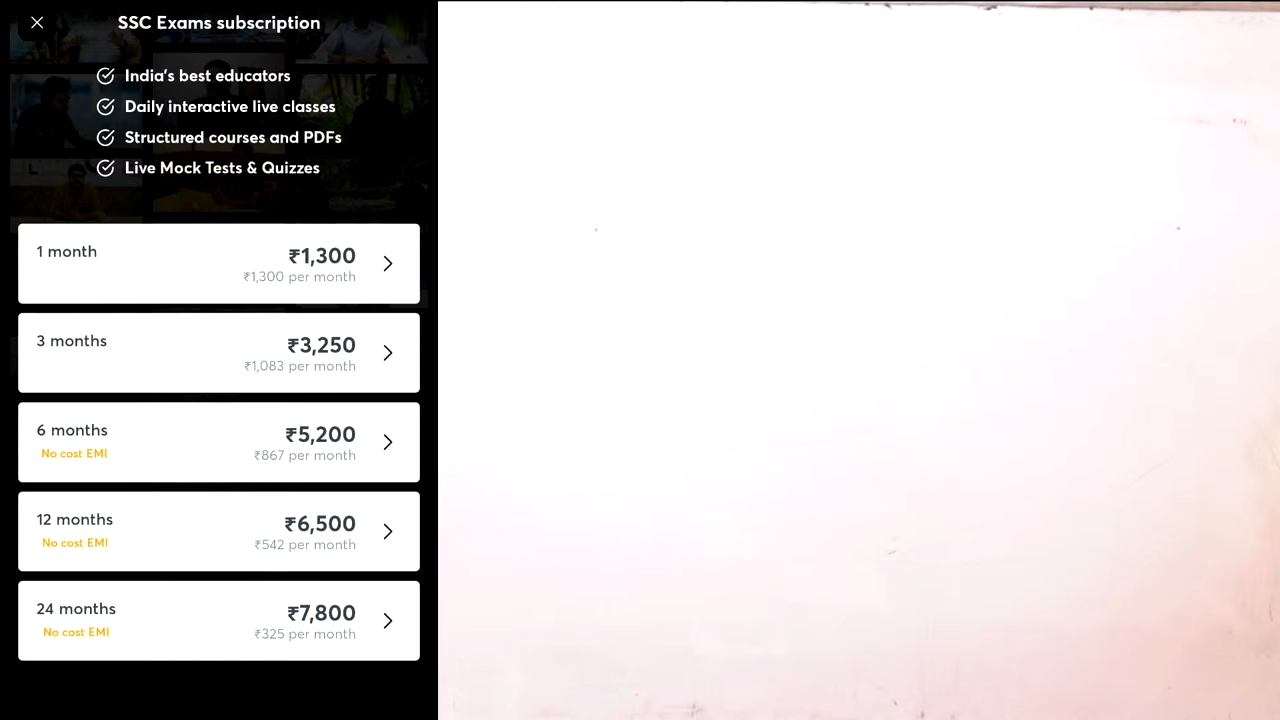 SSC Exams subscription
India's best educators
Daily interactive live classes
Structured courses and PDFs
Live Mock Tests & Quizzes
1 month
₹1,300
₹1,300 per month
3 months
₹3,250
₹1,083 per month
6 months
₹5,200
No cost EMI
₹867 per month
12 months
₹6,500
No cost EMI
₹542 per month
24 months
₹7,800
No cost EMI
₹325 per month